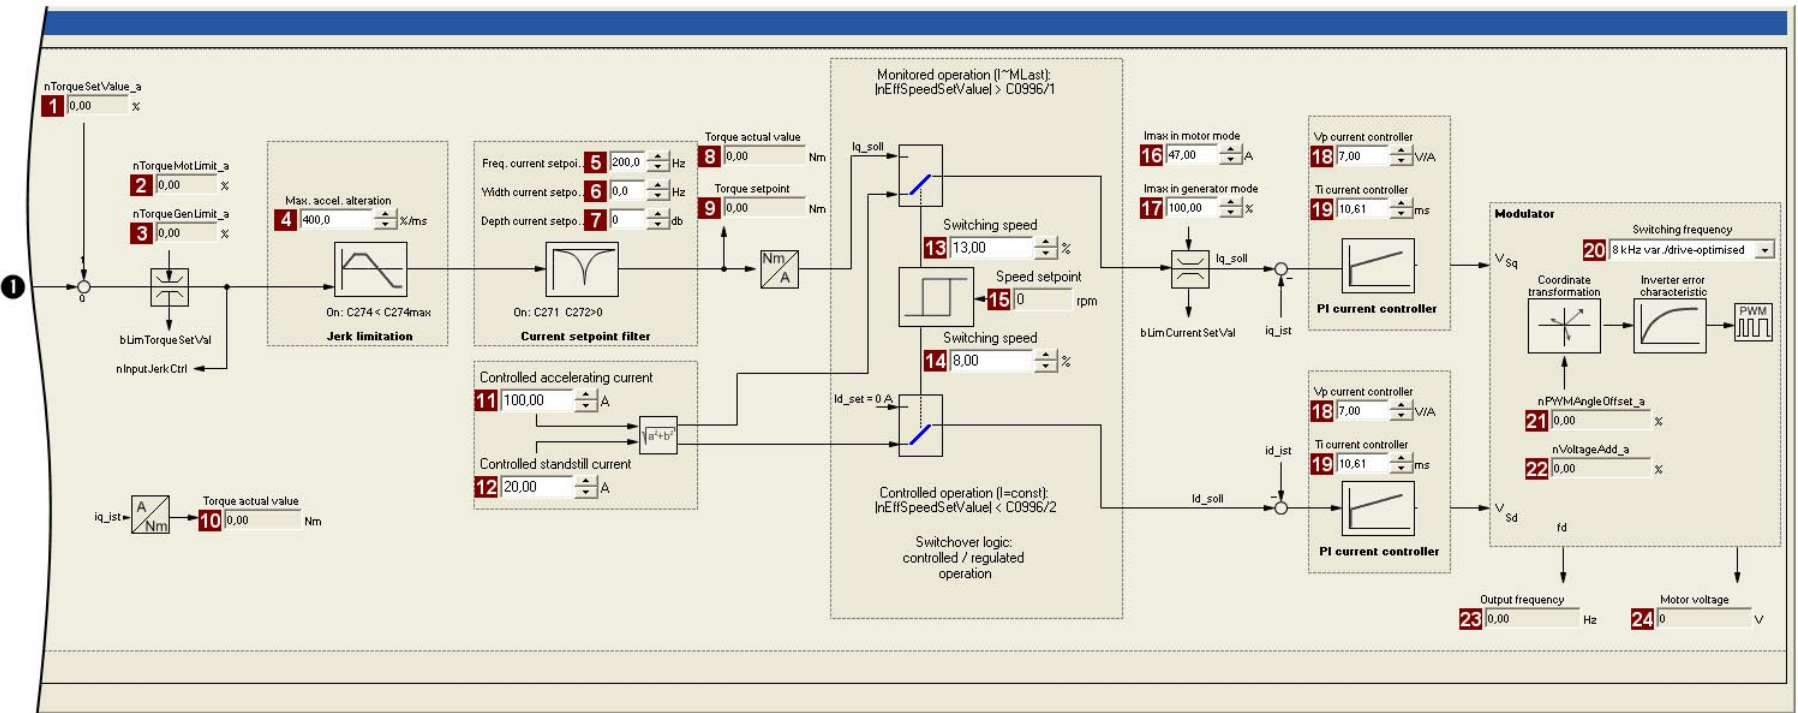 nTorqueSetValue_a
1 0,00 %
nTorqueMotLimit_a
2 0,00 %
nTorqueGenLimit_a
3 0,00 %
1
0
bLimTorqueSetVal
nInputJerkCtrl
Max. accel. alteration
4 400,0 %/ms
On: C274 < C274max
Jerk limitation
Freq. current setpoi.. 5 200,0 Hz
Width current setpo.. 6 0,0 Hz
Depth current setpo.. 7 0 db
On: C271 C272>0
Current setpoint filter
Torque actual value
8 0,00 Nm
Torque setpoint
9 0,00 Nm
Nm
A
iq_ist
A
Nm
Torque actual value
10 0,00 Nm
Controlled accelerating current
11 100,00 A
√a²+b²
Controlled standstill current
12 20,00 A
Monitored operation (I~MLast):
|nEffSpeedSetValue| > C0996/1
Iq_soll
Switching speed
13 13,00 %
Speed setpoint
15 0 rpm
Switching speed
14 8,00 %
Id_set = 0 A
Controlled operation (I=const):
|nEffSpeedSetValue| < C0996/2
Switchover logic:
controlled / regulated
operation
Imax in motor mode
16 47,00 A
Imax in generator mode
17 100,00 %
Iq_soll
bLimCurrentSetVal
iq_ist
Vp current controller
18 7,00 V/A
Ti current controller
19 10,61 ms
PI current controller
id_ist
Id_soll
Vp current controller
18 7,00 V/A
Ti current controller
19 10,61 ms
PI current controller
Modulator
Switching frequency
20 8 kHz var./drive-optimised
V Sq
Coordinate
transformation
Inverter error
characteristic
PWM
nPWMAngleOffset_a
21 0,00 %
nVoltageAdd_a
22 0,00 %
V Sd
fd
Output frequency
23 0,00 Hz
Motor voltage
24 0 V